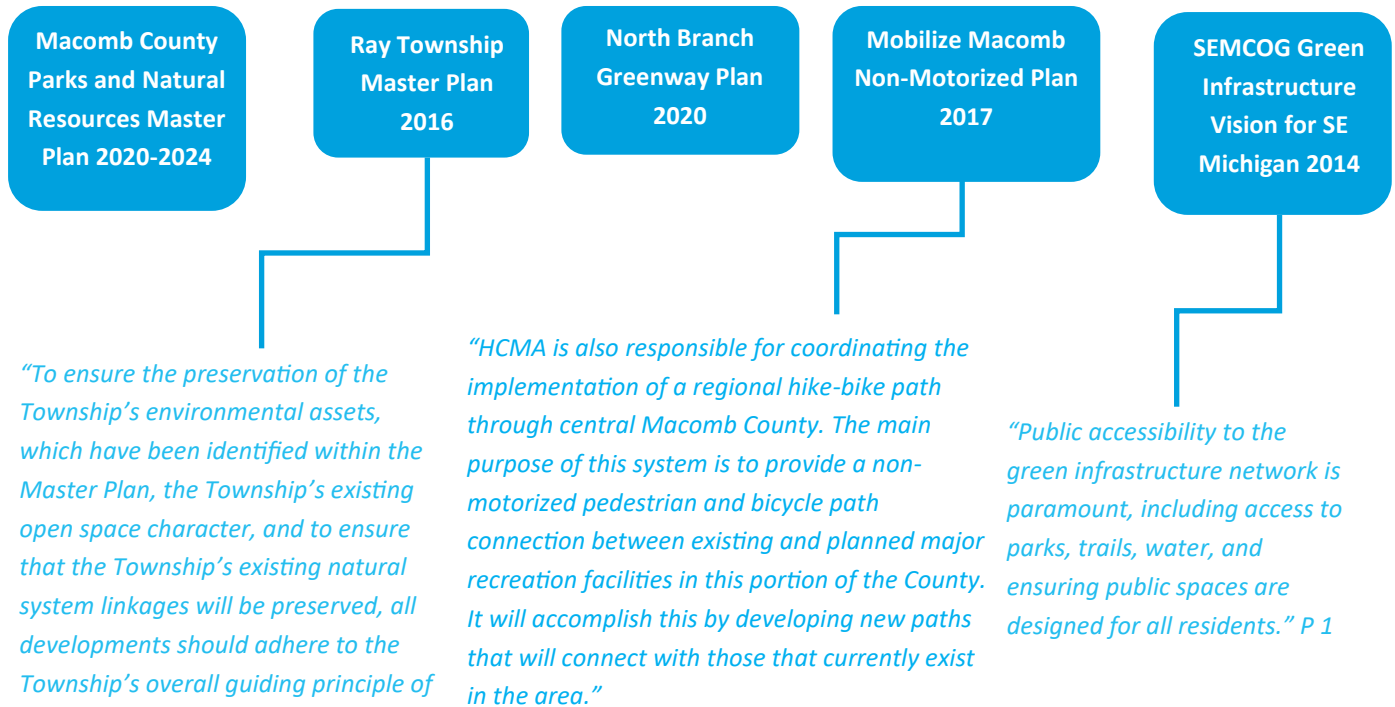 Macomb County
Parks and Natural
Resources Master
Plan 2020-2024
Ray Township
Master Plan
2016
North Branch
Greenway Plan
2020
Mobilize Macomb
Non-Motorized Plan
2017
SEMCOG Green
Infrastructure
Vision for SE
Michigan 2014
“To ensure the preservation of the
Township’s environmental assets,
which have been identified within the
Master Plan, the Township’s existing
open space character, and to ensure
that the Township’s existing natural
system linkages will be preserved, all
developments should adhere to the
Township’s overall guiding principle of
“HCMA is also responsible for coordinating the
implementation of a regional hike-bike path
through central Macomb County. The main
purpose of this system is to provide a non-
motorized pedestrian and bicycle path
connection between existing and planned major
recreation facilities in this portion of the County.
It will accomplish this by developing new paths
that will connect with those that currently exist
in the area.”
“Public accessibility to the
green infrastructure network is
paramount, including access to
parks, trails, water, and
ensuring public spaces are
designed for all residents.” P 1